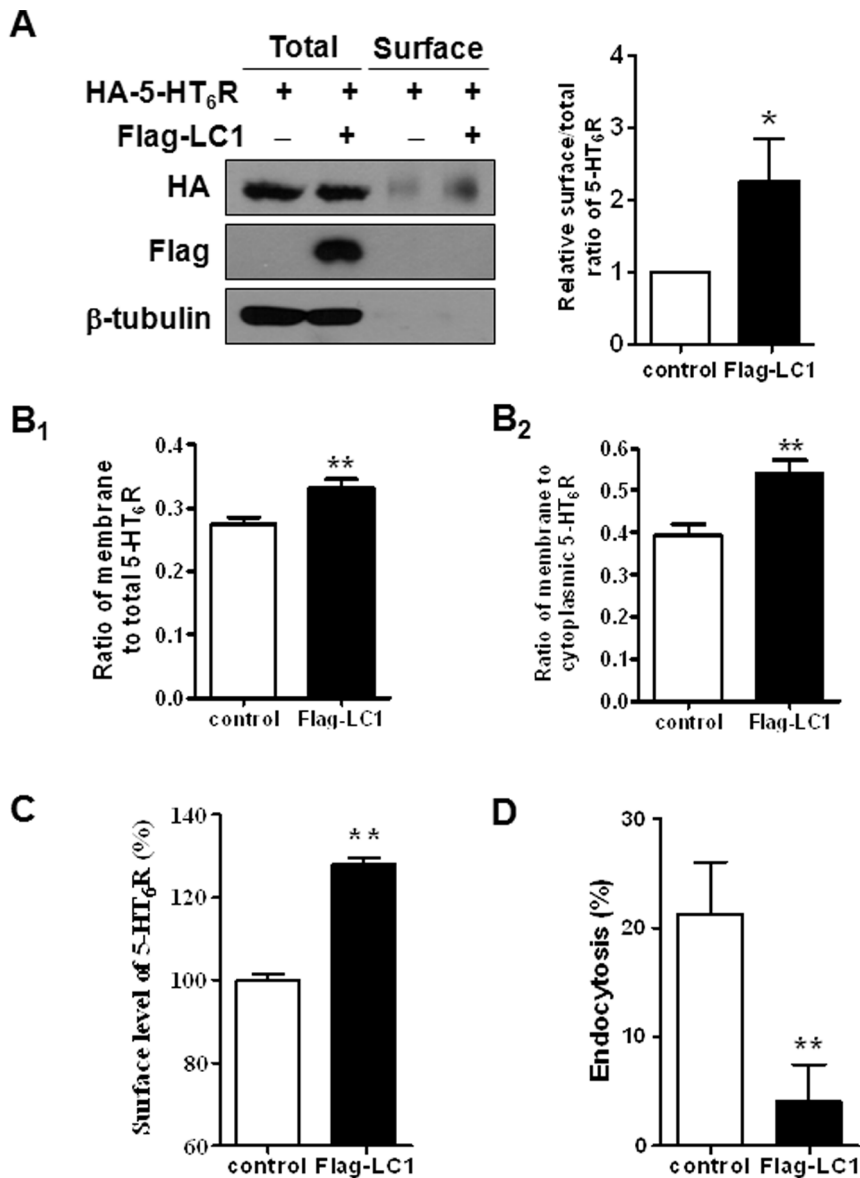 A
Total Surface
HA-5-HT6R + + + +
Flag-LC1 – + – +
HA
Flag
β-tubulin
Relative surface/total
ratio of 5-HT6R
4
3
2
1
0
*
control Flag-LC1
B1
Ratio of membrane
to total 5-HT6R
0.4
0.3
0.2
0.1
0.0
**
control Flag-LC1
B2
Ratio of membrane to
cytoplasmic 5-HT6R
0.6
0.5
0.4
0.3
0.2
0.1
0.0
**
control Flag-LC1
C
Surface level of 5-HT6R (%)
140
120
100
80
60
**
control Flag-LC1
D
Endocytosis (%)
30
20
10
0
**
control Flag-LC1